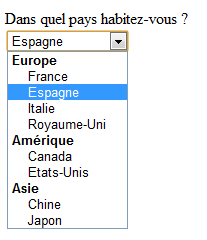 Dans quel pays habitez-vous ?
Espagne
Europe
France
Espagne
Italie
Royaume-Uni
Amérique
Canada
Etats-Unis
Asie
Chine
Japon